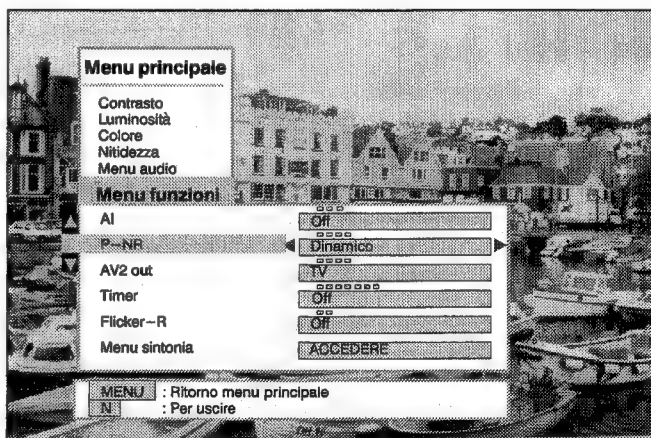 Menu principale
Contrasto
Luminosità
Colore
Nitidezza
Menu audio
Menu funzioni
AI Off
P-NR Dinamico
AV2 out TV
Timer Off
Flicker-R Off
Menu sintonia ACCEDERE
MENU : Ritorno menu principale
N : Per uscire